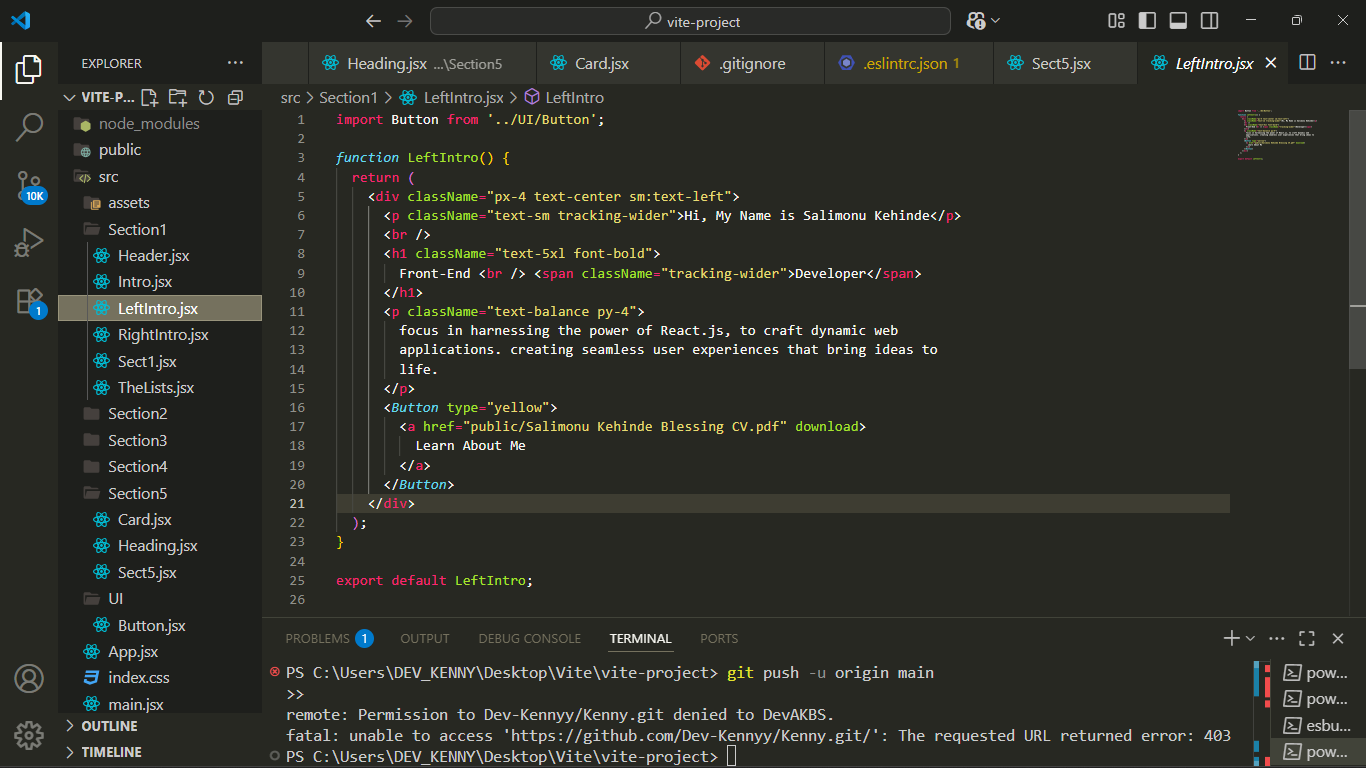 vite-project
EXPLORER
Heading.jsx ...\Section5
Card.jsx
.gitignore
.eslintrc.json 1
Sect5.jsx
LeftIntro.jsx
VITE-P...
src > Section1 > LeftIntro.jsx > LeftIntro
node_modules
public
src
assets
Section1
Header.jsx
Intro.jsx
LeftIntro.jsx
RightIntro.jsx
Sect1.jsx
TheLists.jsx
Section2
Section3
Section4
Section5
Card.jsx
Heading.jsx
Sect5.jsx
UI
Button.jsx
App.jsx
index.css
main.jsx
OUTLINE
TIMELINE
10K
1
1 import Button from '../UI/Button';
2
3 function LeftIntro() {
4 return (
5 <div className="px-4 text-center sm:text-left">
6 <p className="text-sm tracking-wider">Hi, My Name is Salimonu Kehinde</p>
7 <br />
8 <h1 className="text-5xl font-bold">
9 Front-End <br /> <span className="tracking-wider">Developer</span>
10 </h1>
11 <p className="text-balance py-4">
12 focus in harnessing the power of React.js, to craft dynamic web
13 applications. creating seamless user experiences that bring ideas to
14 life.
15 </p>
16 <Button type="yellow">
17 <a href="public/Salimonu Kehinde Blessing CV.pdf" download>
18 Learn About Me
19 </a>
20 </Button>
21 </div>
22 );
23 }
24
25 export default LeftIntro;
26
PROBLEMS 1
OUTPUT
DEBUG CONSOLE
TERMINAL
PORTS
PS C:\Users\DEV_KENNY\Desktop\Vite\vite-project> git push -u origin main
>>
remote: Permission to Dev-Kennyy/Kenny.git denied to DevAKBS.
fatal: unable to access 'https://github.com/Dev-Kennyy/Kenny.git/': The requested URL returned error: 403
PS C:\Users\DEV_KENNY\Desktop\Vite\vite-project>
pow...
pow...
esbu...
pow...